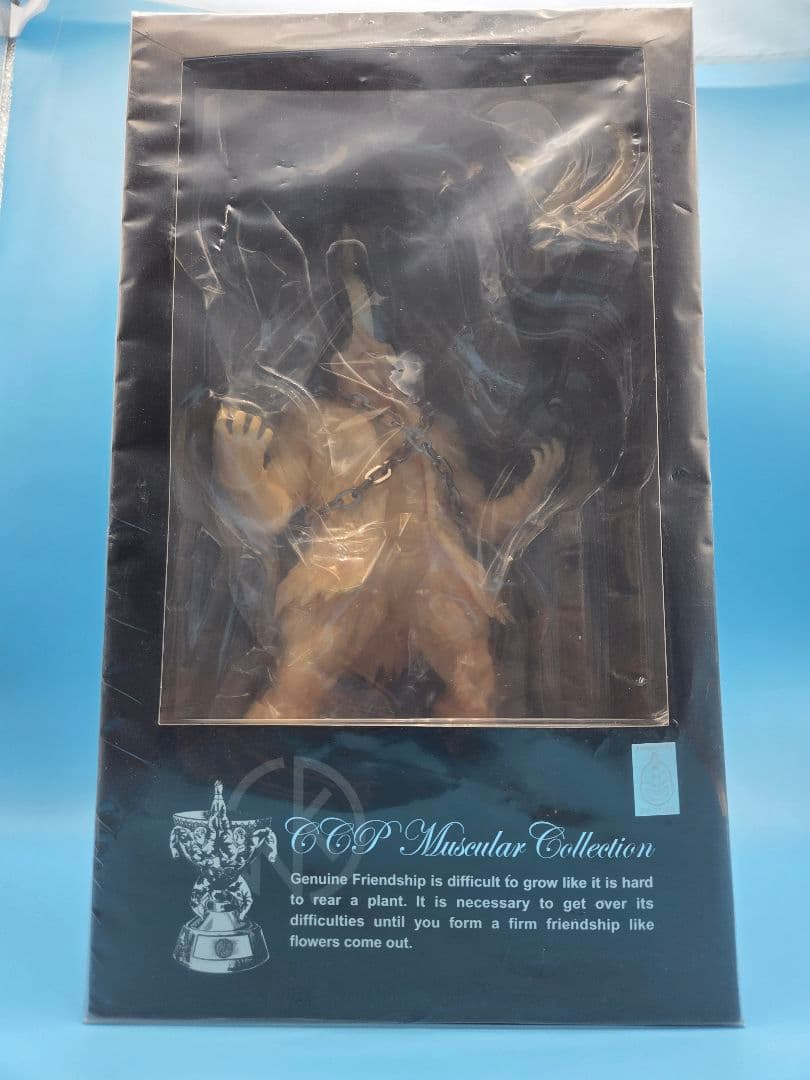 CCP Muscular Collection
Genuine Friendship is difficult to grow like it is hard
to rear a plant. It is necessary to get over its
difficulties until you form a firm friendship like
flowers come out.